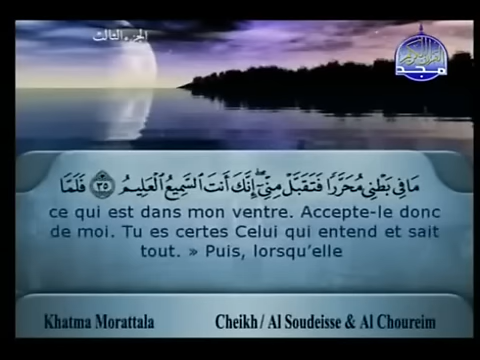 الجزء الثالث
مجد
مَا فِي بَطْنِي مُحَرَّرًا فَتَقَبَّلْ مِنِّي إِنَّكَ أَنتَ السَّمِيعُ الْعَلِيمُ ٣٥ فَلَمَّا
ce qui est dans mon ventre. Accepte-le donc
de moi. Tu es certes Celui qui entend et sait
tout. » Puis, lorsqu’elle
Khatma Morattala
Cheikh / Al Soudeisse & Al Choureim